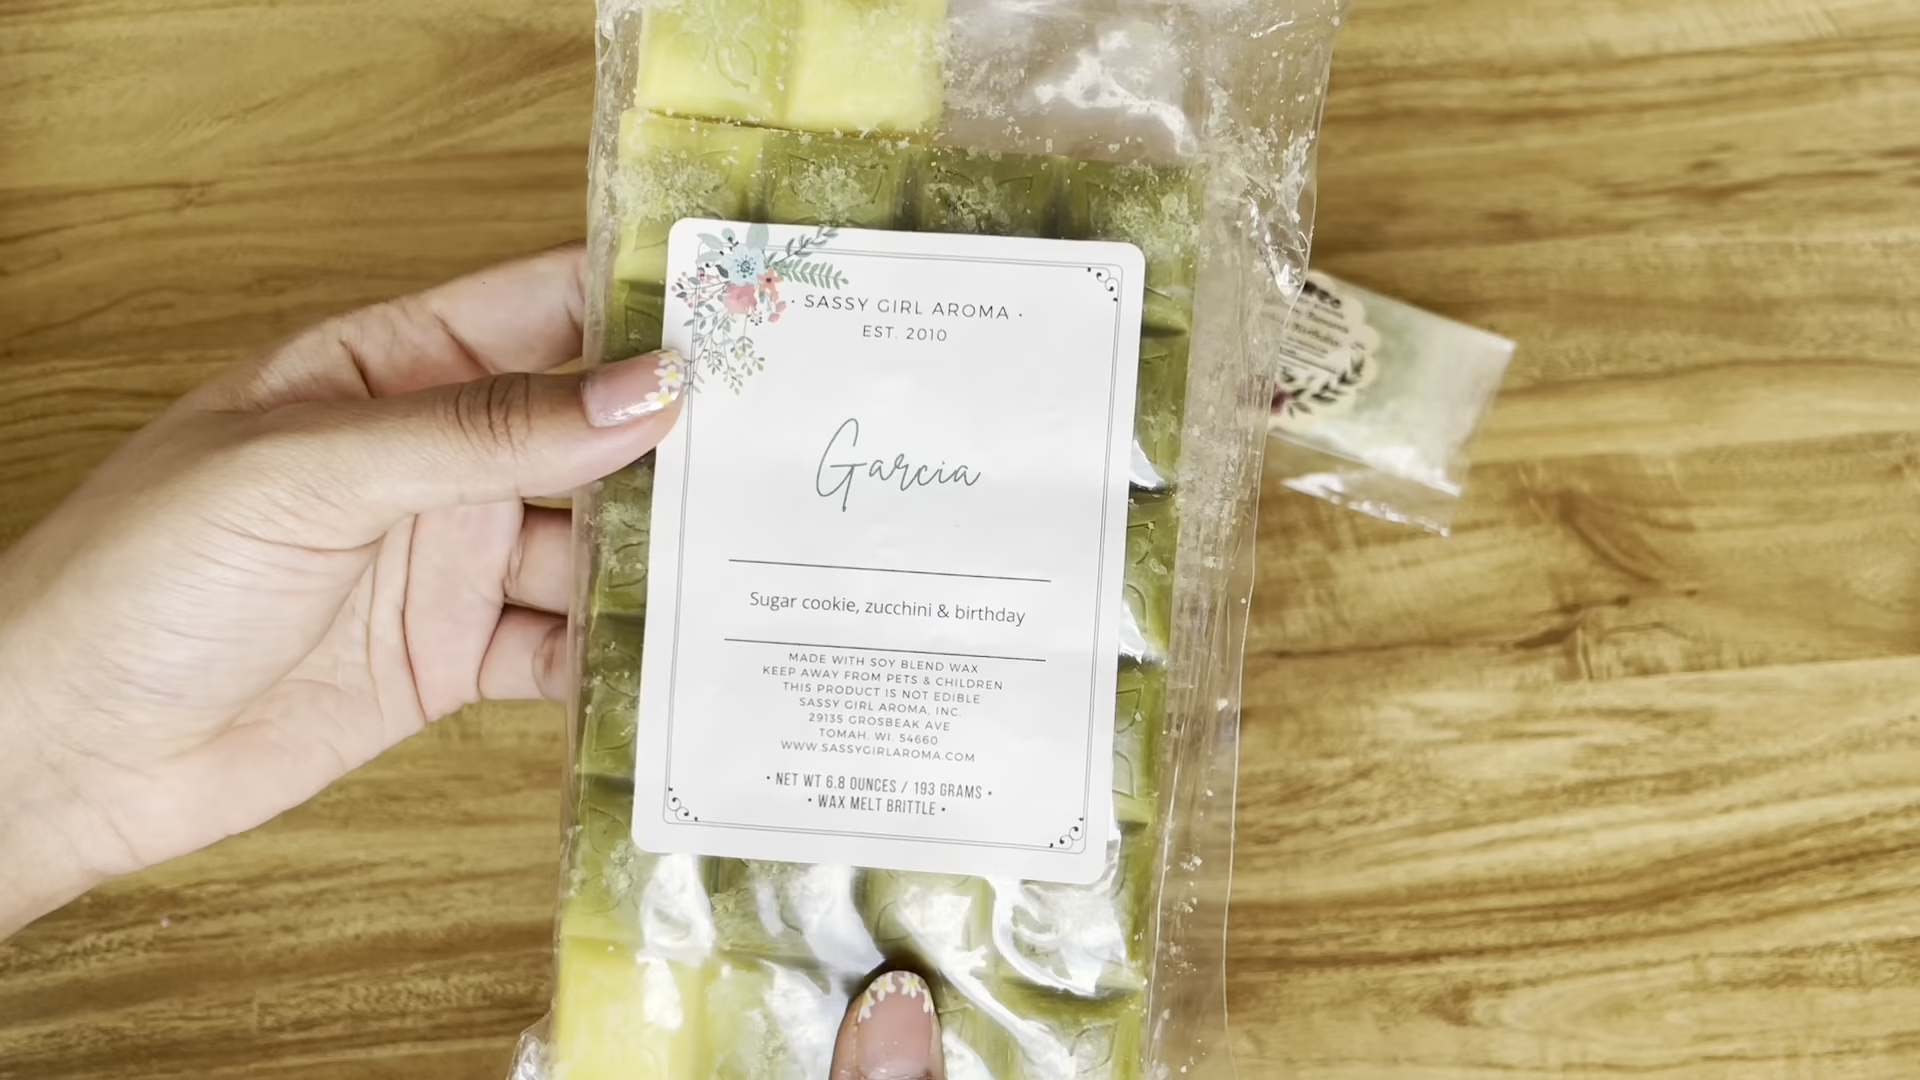 · SASSY GIRL AROMA ·
EST. 2010
Garcia
Sugar cookie, zucchini & birthday
MADE WITH SOY BLEND WAX
KEEP AWAY FROM PETS & CHILDREN
THIS PRODUCT IS NOT EDIBLE
SASSY GIRL AROMA, INC.
29135 GROSBEAK AVE
TOMAH. WI. 54660
WWW.SASSYGIRLAROMA.COM
• NET WT 6.8 OUNCES / 193 GRAMS •
• WAX MELT BRITTLE •